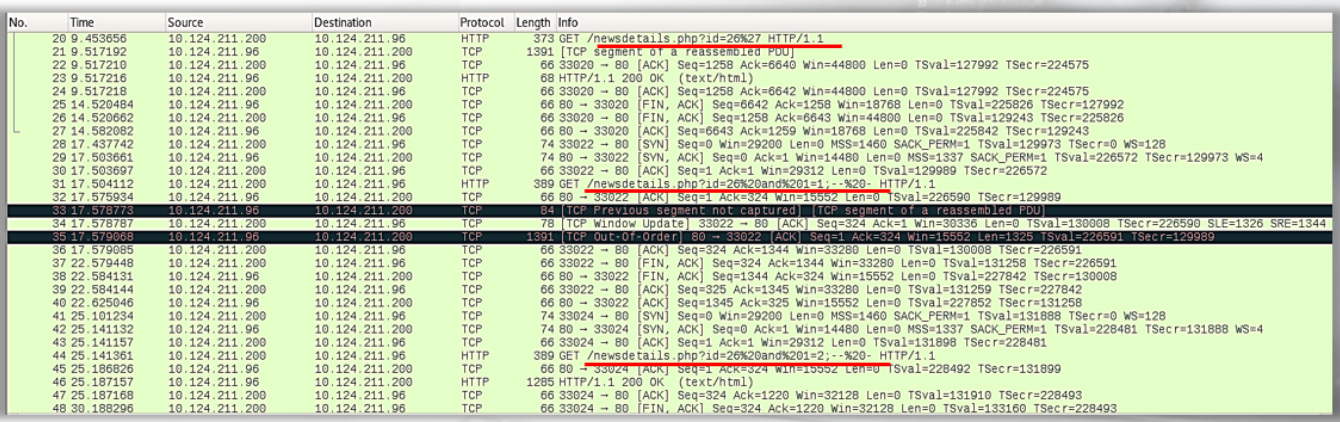 No. Time Source Destination Protocol Length Info
20 9.453656 10.124.211.200 10.124.211.96 HTTP 373 GET /newsdetails.php?id=26%27 HTTP/1.1
21 9.517192 10.124.211.96 10.124.211.200 TCP 1391 [TCP segment of a reassembled PDU]
22 9.517210 10.124.211.200 10.124.211.96 TCP 66 33020 → 80 [ACK] Seq=1258 Ack=6640 Win=44800 Len=0 TSval=127992 TSecr=224575
23 9.517216 10.124.211.96 10.124.211.200 HTTP 68 HTTP/1.1 200 OK (text/html)
24 9.517218 10.124.211.200 10.124.211.96 TCP 66 33020 → 80 [ACK] Seq=1258 Ack=6642 Win=44800 Len=0 TSval=127992 TSecr=224575
25 14.520484 10.124.211.96 10.124.211.200 TCP 66 80 → 33020 [FIN, ACK] Seq=6642 Ack=1258 Win=18768 Len=0 TSval=225826 TSecr=127992
26 14.520662 10.124.211.200 10.124.211.96 TCP 66 33020 → 80 [FIN, ACK] Seq=1258 Ack=6643 Win=44800 Len=0 TSval=129243 TSecr=225826
27 14.582082 10.124.211.96 10.124.211.200 TCP 66 80 → 33020 [ACK] Seq=6643 Ack=1259 Win=18768 Len=0 TSval=225842 TSecr=129243
28 17.437742 10.124.211.200 10.124.211.96 TCP 74 33022 → 80 [SYN] Seq=0 Win=29200 Len=0 MSS=1460 SACK_PERM=1 TSval=129973 TSecr=0 WS=128
29 17.503661 10.124.211.96 10.124.211.200 TCP 74 80 → 33022 [SYN, ACK] Seq=0 Ack=1 Win=14480 Len=0 MSS=1337 SACK_PERM=1 TSval=226572 TSecr=129973 WS=4
30 17.503697 10.124.211.200 10.124.211.96 TCP 66 33022 → 80 [ACK] Seq=1 Ack=1 Win=29312 Len=0 TSval=129989 TSecr=226572
31 17.504112 10.124.211.200 10.124.211.96 HTTP 389 GET /newsdetails.php?id=26%20and%201=1;--%20- HTTP/1.1
32 17.575934 10.124.211.96 10.124.211.200 TCP 66 80 → 33022 [ACK] Seq=1 Ack=324 Win=15552 Len=0 TSval=226590 TSecr=129989
33 17.578773 10.124.211.96 10.124.211.200 TCP 84 [TCP Previous segment not captured] [TCP segment of a reassembled PDU]
34 17.578787 10.124.211.200 10.124.211.96 TCP 78 [TCP Window Update] 33022 → 80 [ACK] Seq=324 Ack=1 Win=30336 Len=0 TSval=130008 TSecr=226590 SLE=1326 SRE=1344
35 17.579068 10.124.211.96 10.124.211.200 TCP 1391 [TCP Out-Of-Order] 80 → 33022 [ACK] Seq=1 Ack=324 Win=15552 Len=1325 TSval=226591 TSecr=129989
36 17.579085 10.124.211.200 10.124.211.96 TCP 66 33022 → 80 [ACK] Seq=324 Ack=1344 Win=33280 Len=0 TSval=130008 TSecr=226591
37 22.579448 10.124.211.200 10.124.211.96 TCP 66 33022 → 80 [FIN, ACK] Seq=324 Ack=1344 Win=33280 Len=0 TSval=131258 TSecr=226591
38 22.584131 10.124.211.96 10.124.211.200 TCP 66 80 → 33022 [FIN, ACK] Seq=1344 Ack=324 Win=15552 Len=0 TSval=227842 TSecr=130008
39 22.584144 10.124.211.200 10.124.211.96 TCP 66 33022 → 80 [ACK] Seq=325 Ack=1345 Win=33280 Len=0 TSval=131259 TSecr=227842
40 22.625046 10.124.211.96 10.124.211.200 TCP 66 80 → 33022 [ACK] Seq=1345 Ack=325 Win=15552 Len=0 TSval=227852 TSecr=131258
41 25.101234 10.124.211.200 10.124.211.96 TCP 74 33024 → 80 [SYN] Seq=0 Win=29200 Len=0 MSS=1460 SACK_PERM=1 TSval=131888 TSecr=0 WS=128
42 25.141132 10.124.211.96 10.124.211.200 TCP 74 80 → 33024 [SYN, ACK] Seq=0 Ack=1 Win=14480 Len=0 MSS=1337 SACK_PERM=1 TSval=228481 TSecr=131888 WS=4
43 25.141157 10.124.211.200 10.124.211.96 TCP 66 33024 → 80 [ACK] Seq=1 Ack=1 Win=29312 Len=0 TSval=131898 TSecr=228481
44 25.141361 10.124.211.200 10.124.211.96 HTTP 389 GET /newsdetails.php?id=26%20and%201=2;--%20- HTTP/1.1
45 25.186826 10.124.211.96 10.124.211.200 TCP 66 80 → 33024 [ACK] Seq=1 Ack=324 Win=15552 Len=0 TSval=228492 TSecr=131899
46 25.187157 10.124.211.96 10.124.211.200 HTTP 1285 HTTP/1.1 200 OK (text/html)
47 25.187168 10.124.211.200 10.124.211.96 TCP 66 33024 → 80 [ACK] Seq=324 Ack=1220 Win=32128 Len=0 TSval=131910 TSecr=228493
48 30.188296 10.124.211.200 10.124.211.96 TCP 66 33024 → 80 [FIN, ACK] Seq=324 Ack=1220 Win=32128 Len=0 TSval=133160 TSecr=228493